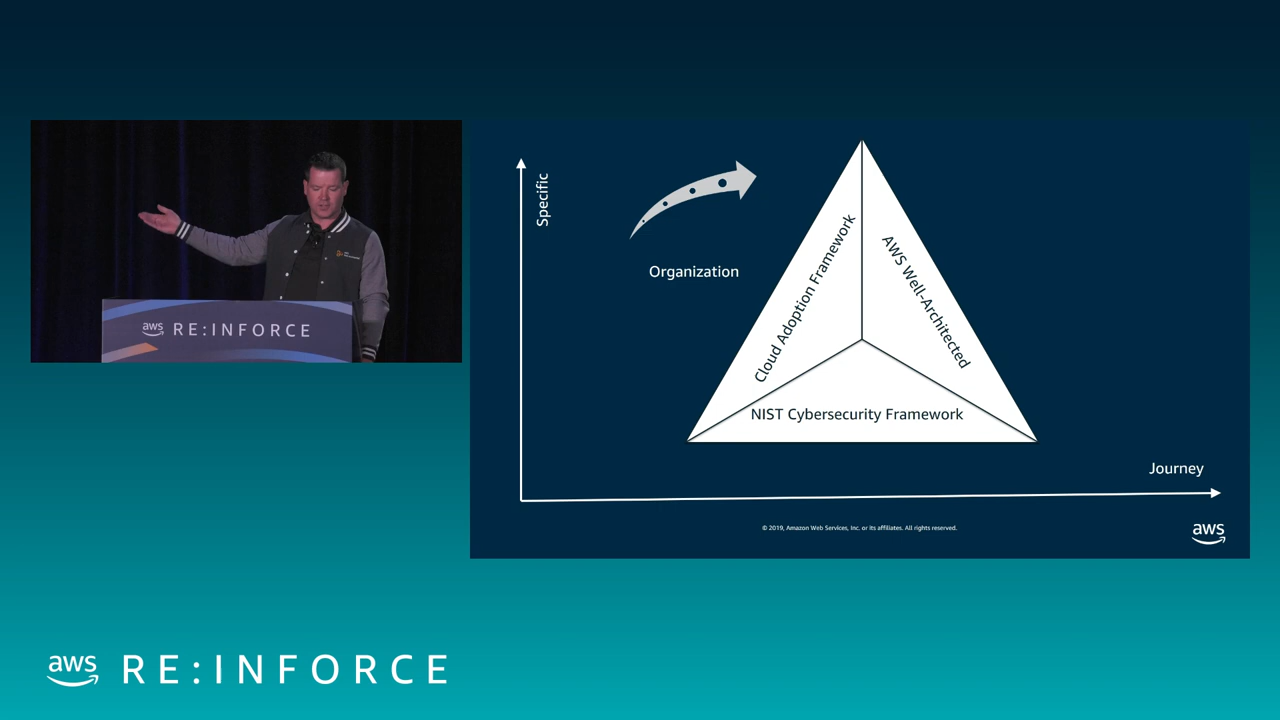 aws RE:INFORCE
Specific
Organization
Cloud Adoption Framework
AWS Well-Architected
NIST Cybersecurity Framework
Journey
© 2019, Amazon Web Services, Inc. or its affiliates. All rights reserved.
aws
aws RE:INFORCE